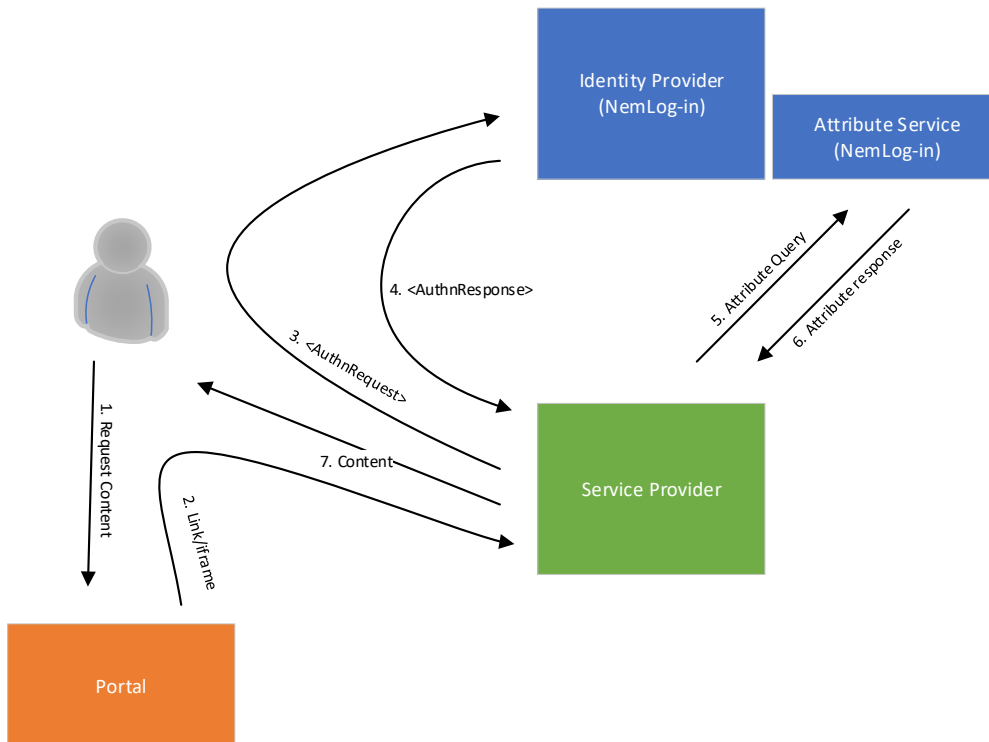 Identity Provider
(NemLog-in)
Attribute Service
(NemLog-in)
4. <AuthnResponse>
5. Attribute Query
6. Attribute response
3. <AuthnRequest>
1. Request Content
7. Content
2. Link/iframe
Service Provider
Portal